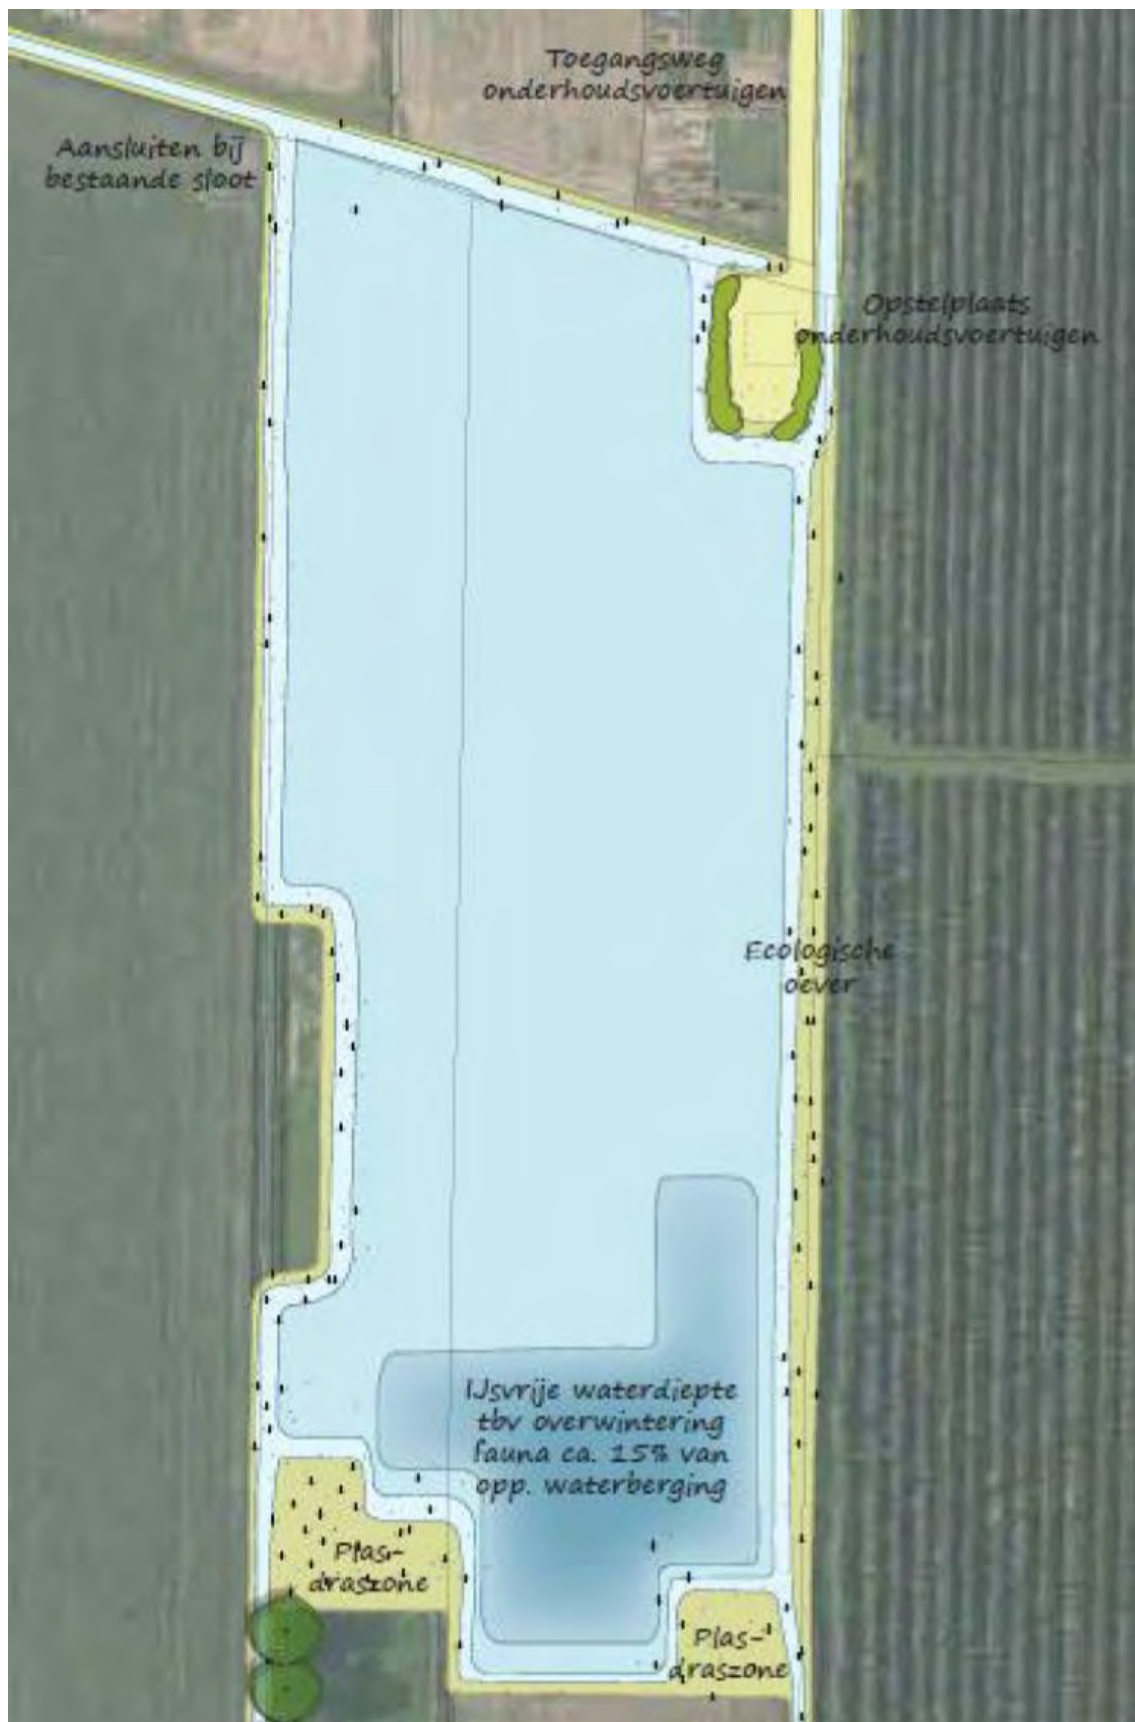 Toegangsweg
onderhoudsvoertuigen
Aansluiten bij
bestaande sloot
Opstelplaats
onderhoudsvoertuigen
Ecologische
oever
IJsvrije waterdiepte
tbv overwintering
fauna ca. 15% van
opp. waterberging
Plas-
draszone
Plas-
draszone